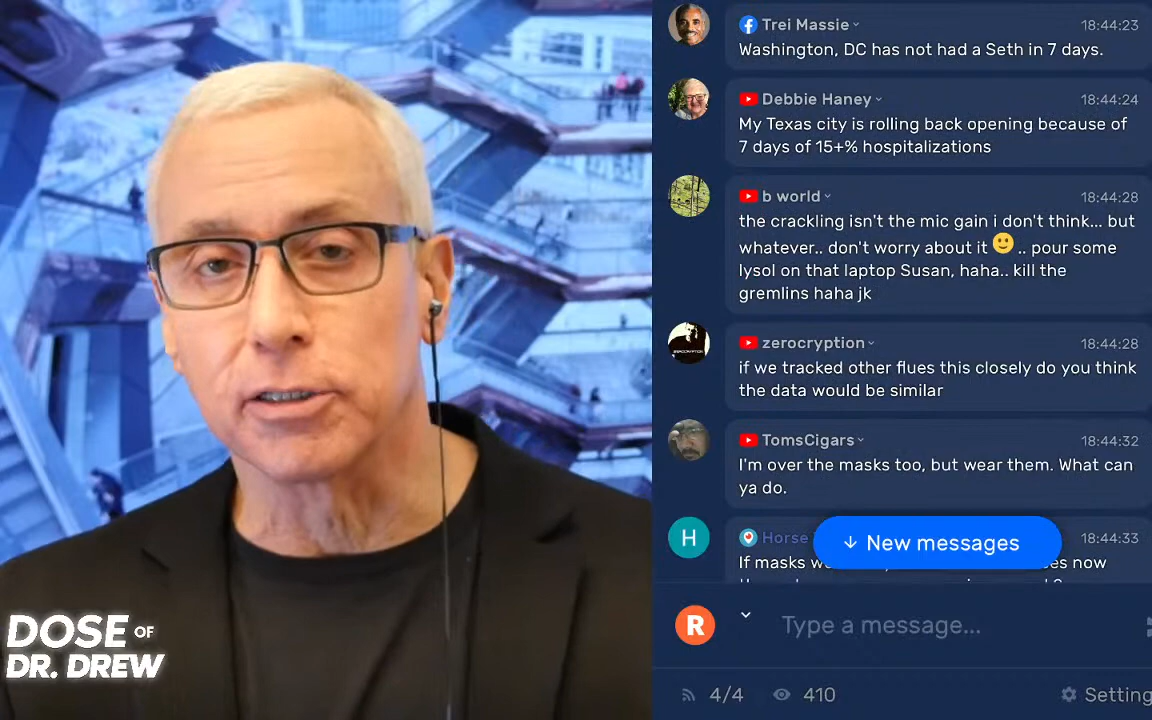 DOSE OF
DR. DREW
Trei Massie
18:44:23
Washington, DC has not had a Seth in 7 days.
Debbie Haney
18:44:24
My Texas city is rolling back opening because of
7 days of 15+% hospitalizations
b world
18:44:28
the crackling isn't the mic gain i don't think... but
whatever.. don't worry about it 🙂 .. pour some
lysol on that laptop Susan, haha.. kill the
gremlins haha jk
zerocryption
18:44:28
if we tracked other flues this closely do you think
the data would be similar
TomsCigars
18:44:32
I'm over the masks too, but wear them. What can
ya do.
H
Horse
18:44:33
If masks
now
↓ New messages
R
Type a message...
4/4
410
Setting